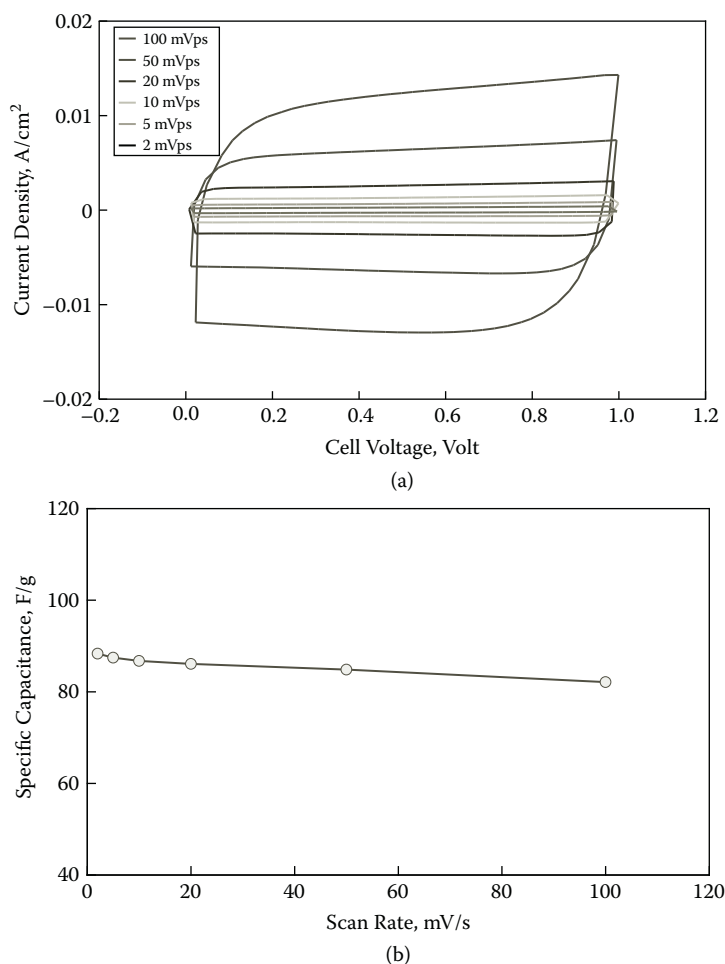 0.02
100 mVps
50 mVps
20 mVps
10 mVps
5 mVps
2 mVps
0.01
0
−0.01
−0.02
Current Density, A/cm²
−0.2 0.0 0.2 0.4 0.6 0.8 1.0 1.2
Cell Voltage, Volt
(a)
120
100
80
60
40
Specific Capacitance, F/g
0 20 40 60 80 100 120
Scan Rate, mV/s
(b)